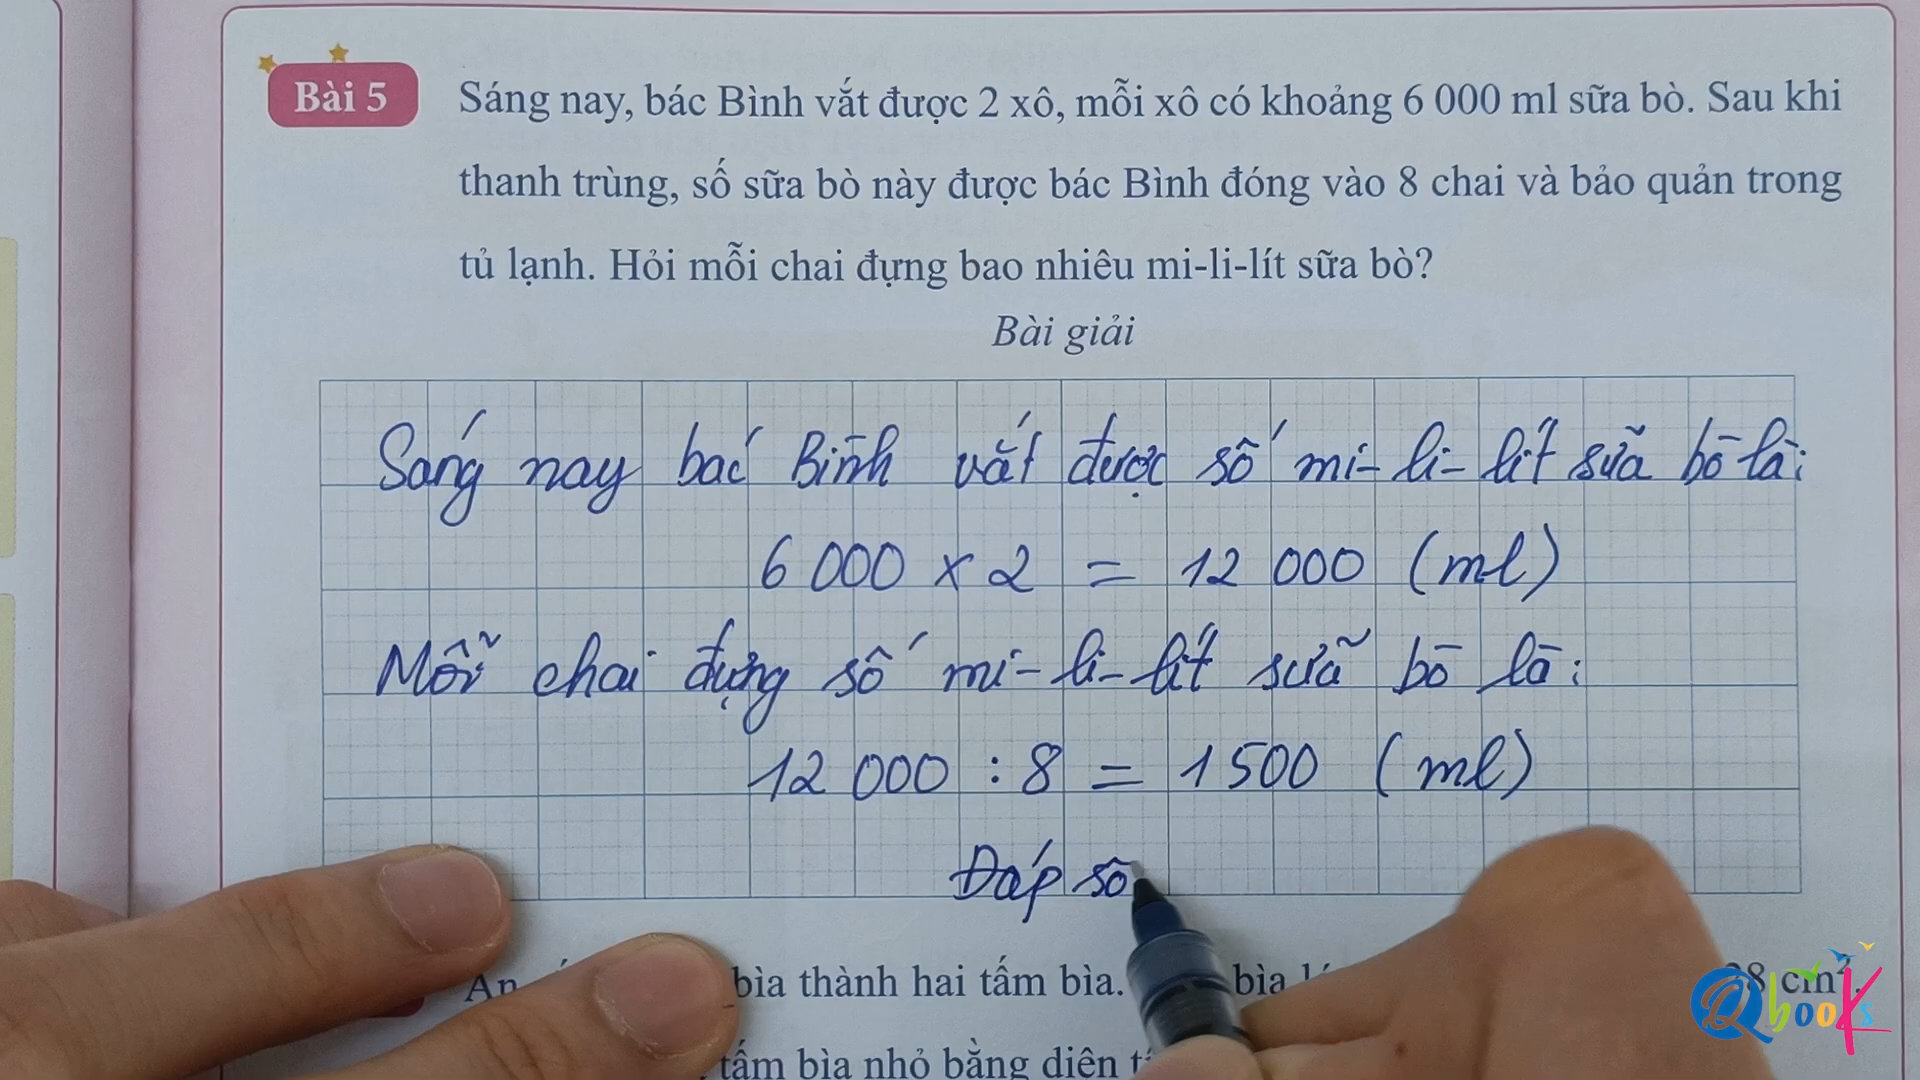 Bài 5 Sáng nay, bác Bình vắt được 2 xô, mỗi xô có khoảng 6 000 ml sữa bò. Sau khi
thanh trùng, số sữa bò này được bác Bình đóng vào 8 chai và bảo quản trong
tủ lạnh. Hỏi mỗi chai đựng bao nhiêu mi-li-lít sữa bò?
Bài giải
Sáng nay bác Bình vắt được số mi-li-lít sữa bò là:
6 000 x 2 = 12 000 (ml)
Mỗi chai đựng số mi-li-lít sữa bò là:
12 000 : 8 = 1500 (ml)
Đáp sô
bìa thành hai tấm bìa. bìa cm².
tấm bìa nhỏ bằng diện
Qbooks